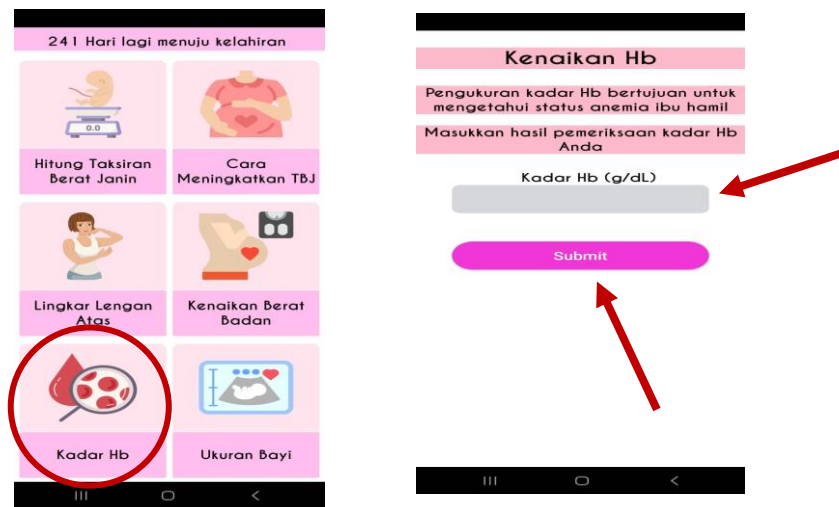 241 Hari lagi menuju kelahiran
0.0
Hitung Taksiran
Berat Janin
Cara
Meningkatkan TBJ
Lingkar Lengan
Atas
Kenaikan Berat
Badan
Kadar Hb
Ukuran Bayi
Kenaikan Hb
Pengukuran kadar Hb bertujuan untuk
mengetahui status anemia ibu hamil
Masukkan hasil pemeriksaan kadar Hb
Anda
Kadar Hb (g/dL)
Submit